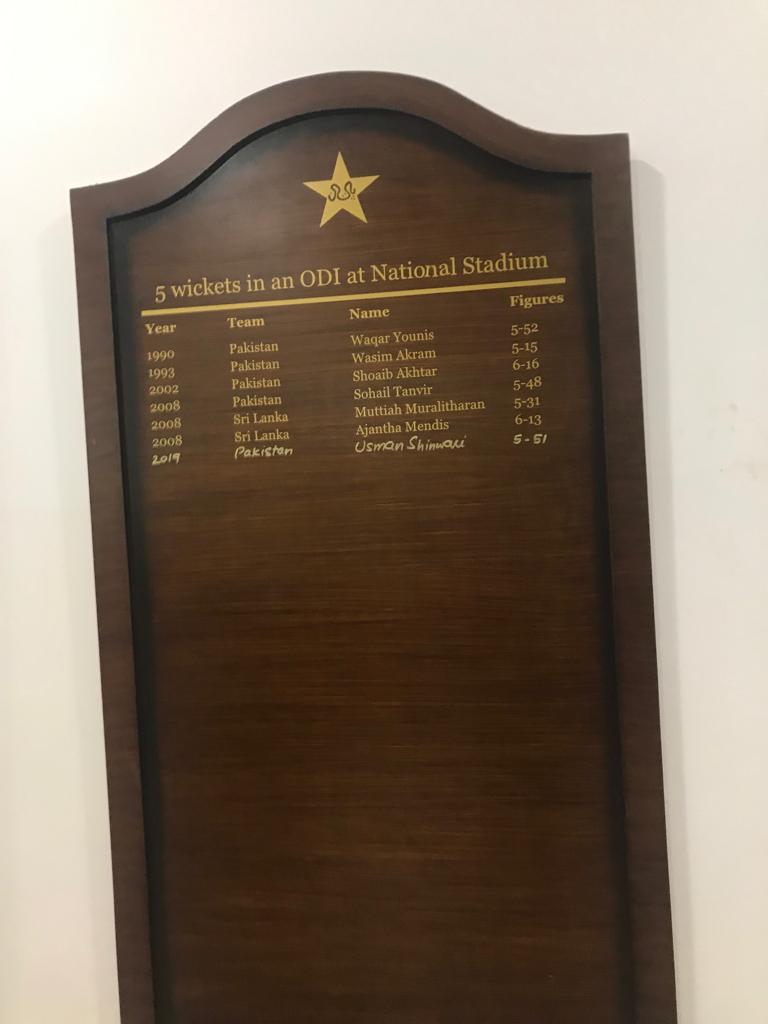 5 wickets in an ODI at National Stadium
Year Team Name Figures
1990 Pakistan Waqar Younis 5-52
1993 Pakistan Wasim Akram 5-15
2002 Pakistan Shoaib Akhtar 6-16
2008 Pakistan Sohail Tanvir 5-48
2008 Sri Lanka Muttiah Muralitharan 5-31
2008 Sri Lanka Ajantha Mendis 6-13
2019 Pakistan Usman Shinwari 5-51